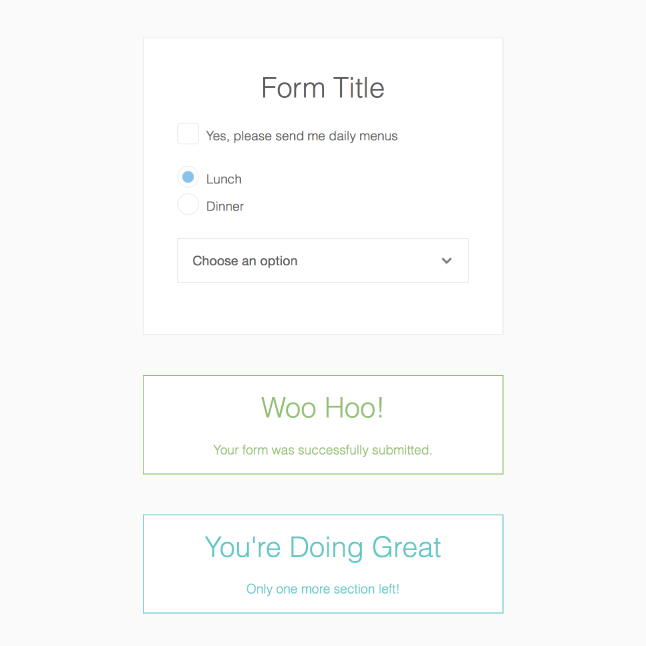 Form Title
Yes, please send me daily menus
Lunch
Dinner
Choose an option
Woo Hoo!
Your form was successfully submitted.
You're Doing Great
Only one more section left!